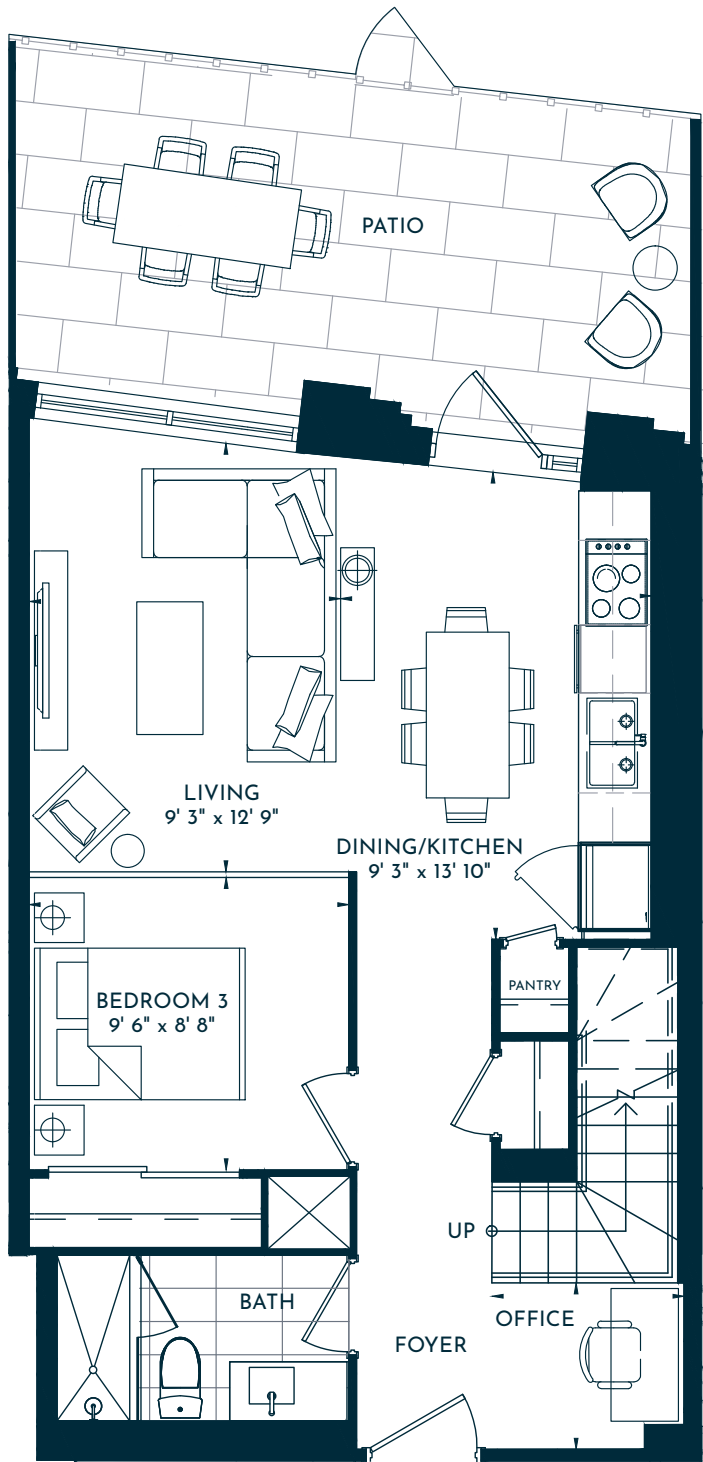 PATIO
LIVING
9' 3" x 12' 9"
DINING/KITCHEN
9' 3" x 13' 10"
PANTRY
BEDROOM 3
9' 6" x 8' 8"
UP
BATH
OFFICE
FOYER